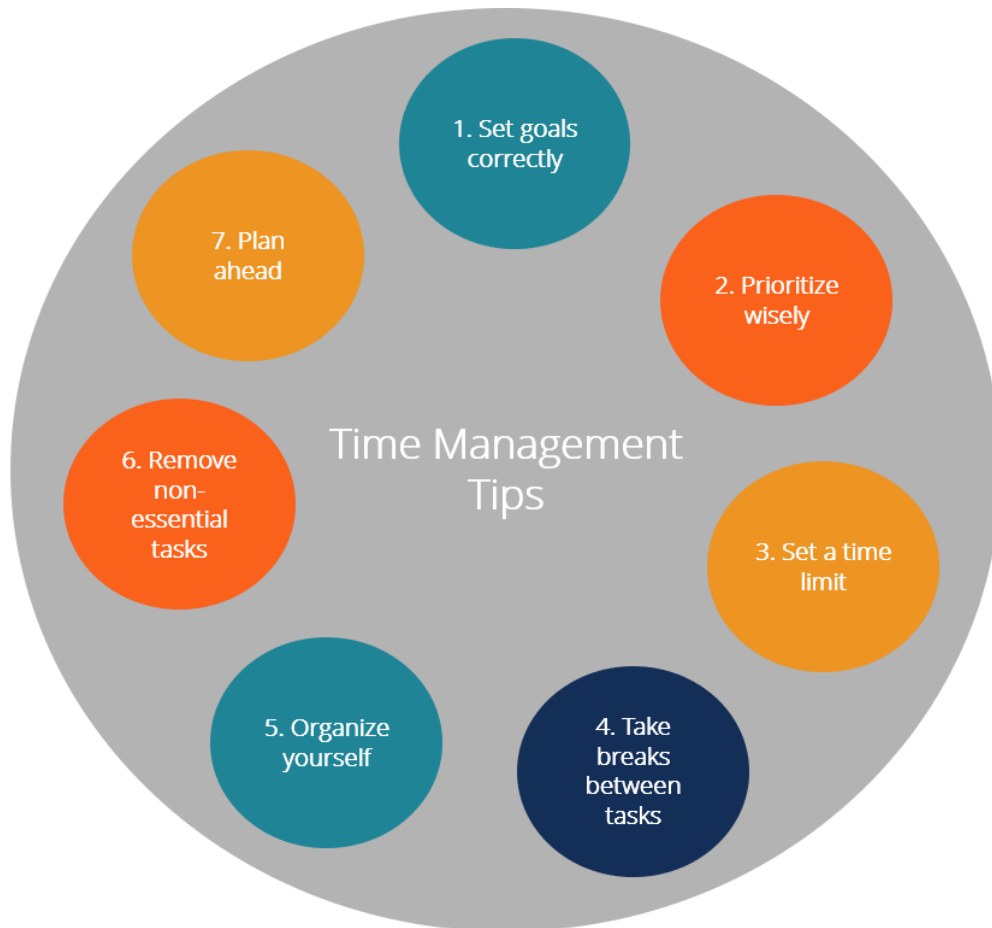 1. Set goals
correctly
2. Prioritize
wisely
3. Set a time
limit
4. Take
breaks
between
tasks
5. Organize
yourself
6. Remove
non-
essential
tasks
7. Plan
ahead
Time Management
Tips